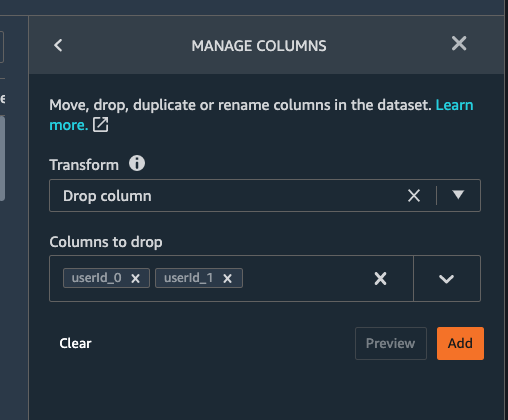 MANAGE COLUMNS
Move, drop, duplicate or rename columns in the dataset. Learn
more.
Transform
Drop column
Columns to drop
userId_0 userId_1
Clear Preview Add